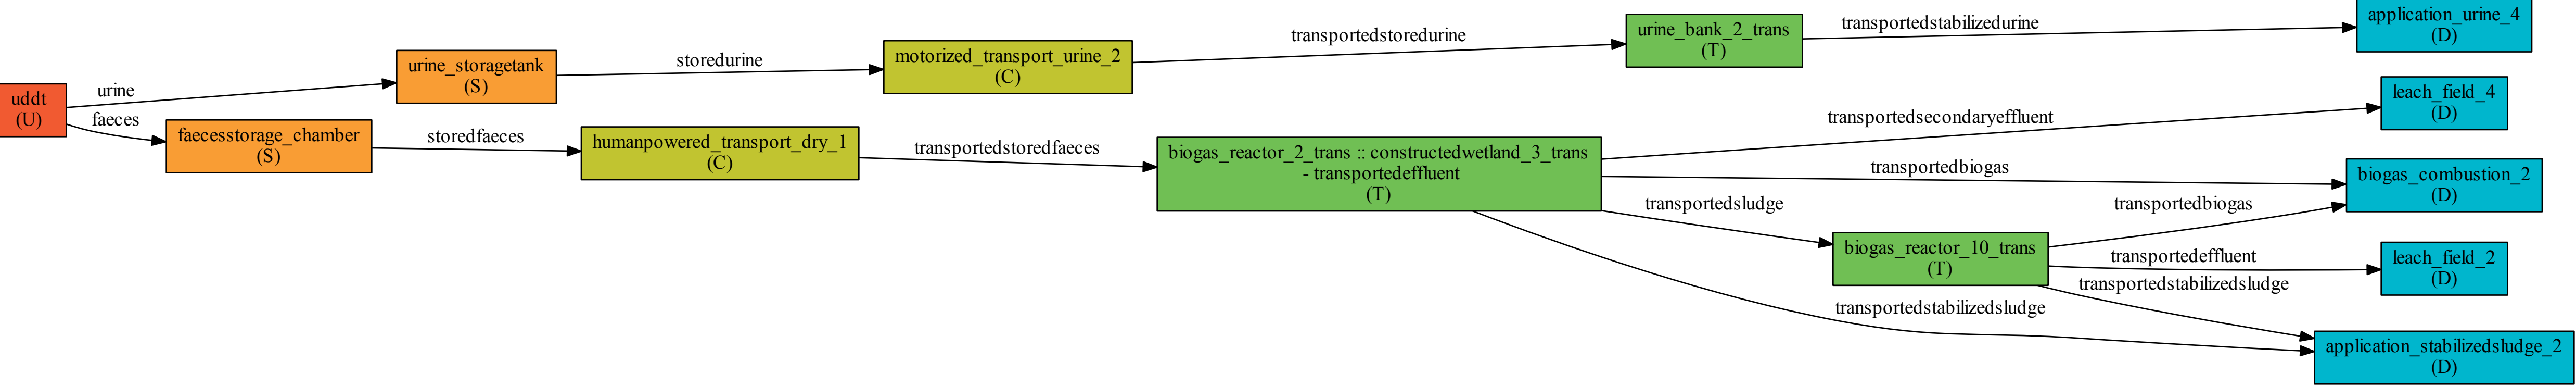 uddt
(U)
urine
faeces
urine_storagetank
(S)
faecesstorage_chamber
(S)
storedurine
storedfaeces
motorized_transport_urine_2
(C)
humanpowered_transport_dry_1
(C)
transportedstoredurine
transportedstoredfaeces
urine_bank_2_trans
(T)
biogas_reactor_2_trans :: constructedwetland_3_trans
- transportedeffluent
(T)
transportedstabilizedurine
transportedsecondaryeffluent
transportedbiogas
transportedsludge
biogas_reactor_10_trans
(T)
transportedbiogas
transportedeffluent
transportedstabilizedsludge
transportedstabilizedsludge
application_urine_4
(D)
leach_field_4
(D)
biogas_combustion_2
(D)
leach_field_2
(D)
application_stabilizedsludge_2
(D)